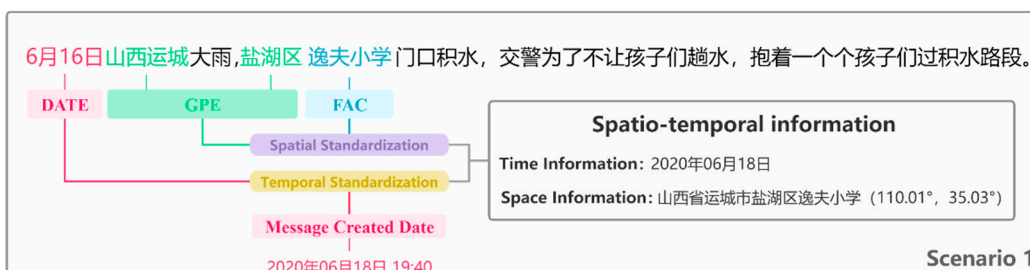 6月16日山西运城大雨,盐湖区 逸夫小学 门口积水，交警为了不让孩子们趟水，抱着一个个孩子们过积水路段。
DATE GPE FAC
Spatio-temporal information
Spatial Standardization
Time Information: 2020年06月18日
Temporal Standardization
Space Information: 山西省运城市盐湖区逸夫小学（110.01°，35.03°）
Message Created Date
2020年06月18日 19:40
Scenario 1